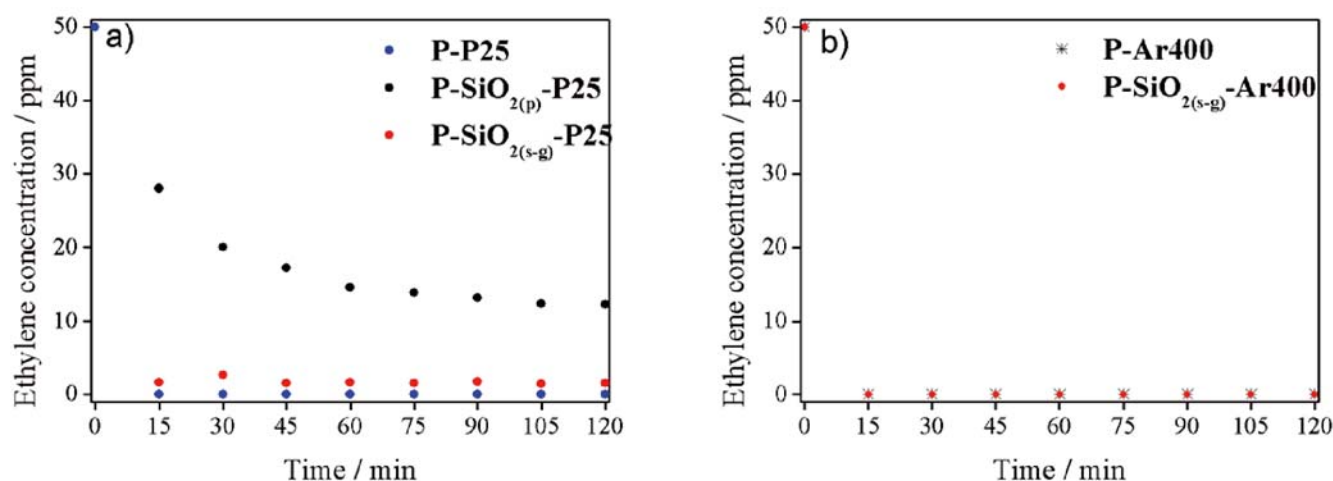 a)
P-P25
P-SiO2(p)-P25
P-SiO2(s-g)-P25
Ethylene concentration / ppm
50
40
30
20
10
0
0 15 30 45 60 75 90 105 120
Time / min
b)
P-Ar400
P-SiO2(s-g)-Ar400
Ethylene concentration / ppm
50
40
30
20
10
0
0 15 30 45 60 75 90 105 120
Time / min